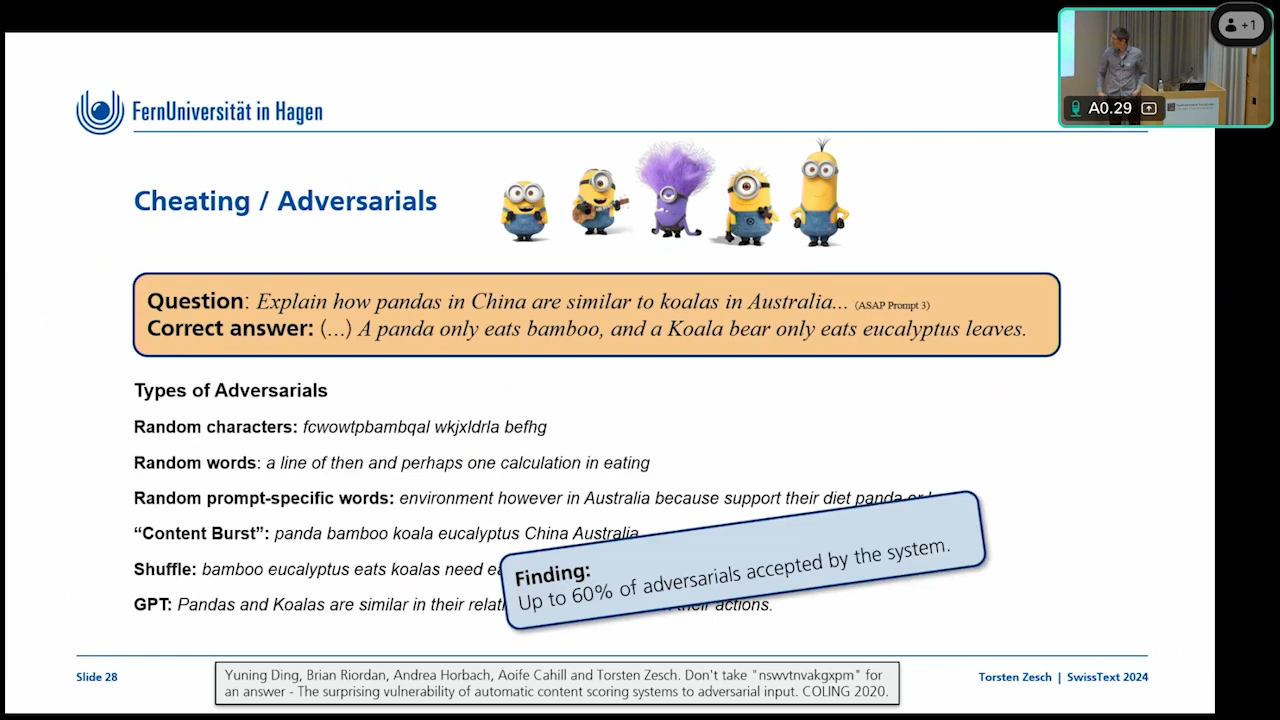 +1
A0.29
FernUniversität in Hagen
Cheating / Adversarials
Question: Explain how pandas in China are similar to koalas in Australia... (ASAP Prompt 3)
Correct answer: (...) A panda only eats bamboo, and a Koala bear only eats eucalyptus leaves.
Types of Adversarials
Random characters: fcwowtpbambqal wkjxldrla befhg
Random words: a line of then and perhaps one calculation in eating
Random prompt-specific words: environment however in Australia because support their diet panda or
“Content Burst”: panda bamboo koala eucalyptus China Australia
Shuffle: bamboo eucalyptus eats koalas need
GPT: Pandas and Koalas are similar in their their actions.
Finding:
Up to 60% of adversarials accepted by the system.
Slide 28
Yuning Ding, Brian Riordan, Andrea Horbach, Aoife Cahill and Torsten Zesch. Don't take "nswvtnvakgxpm" for
an answer - The surprising vulnerability of automatic content scoring systems to adversarial input. COLING 2020.
Torsten Zesch | SwissText 2024